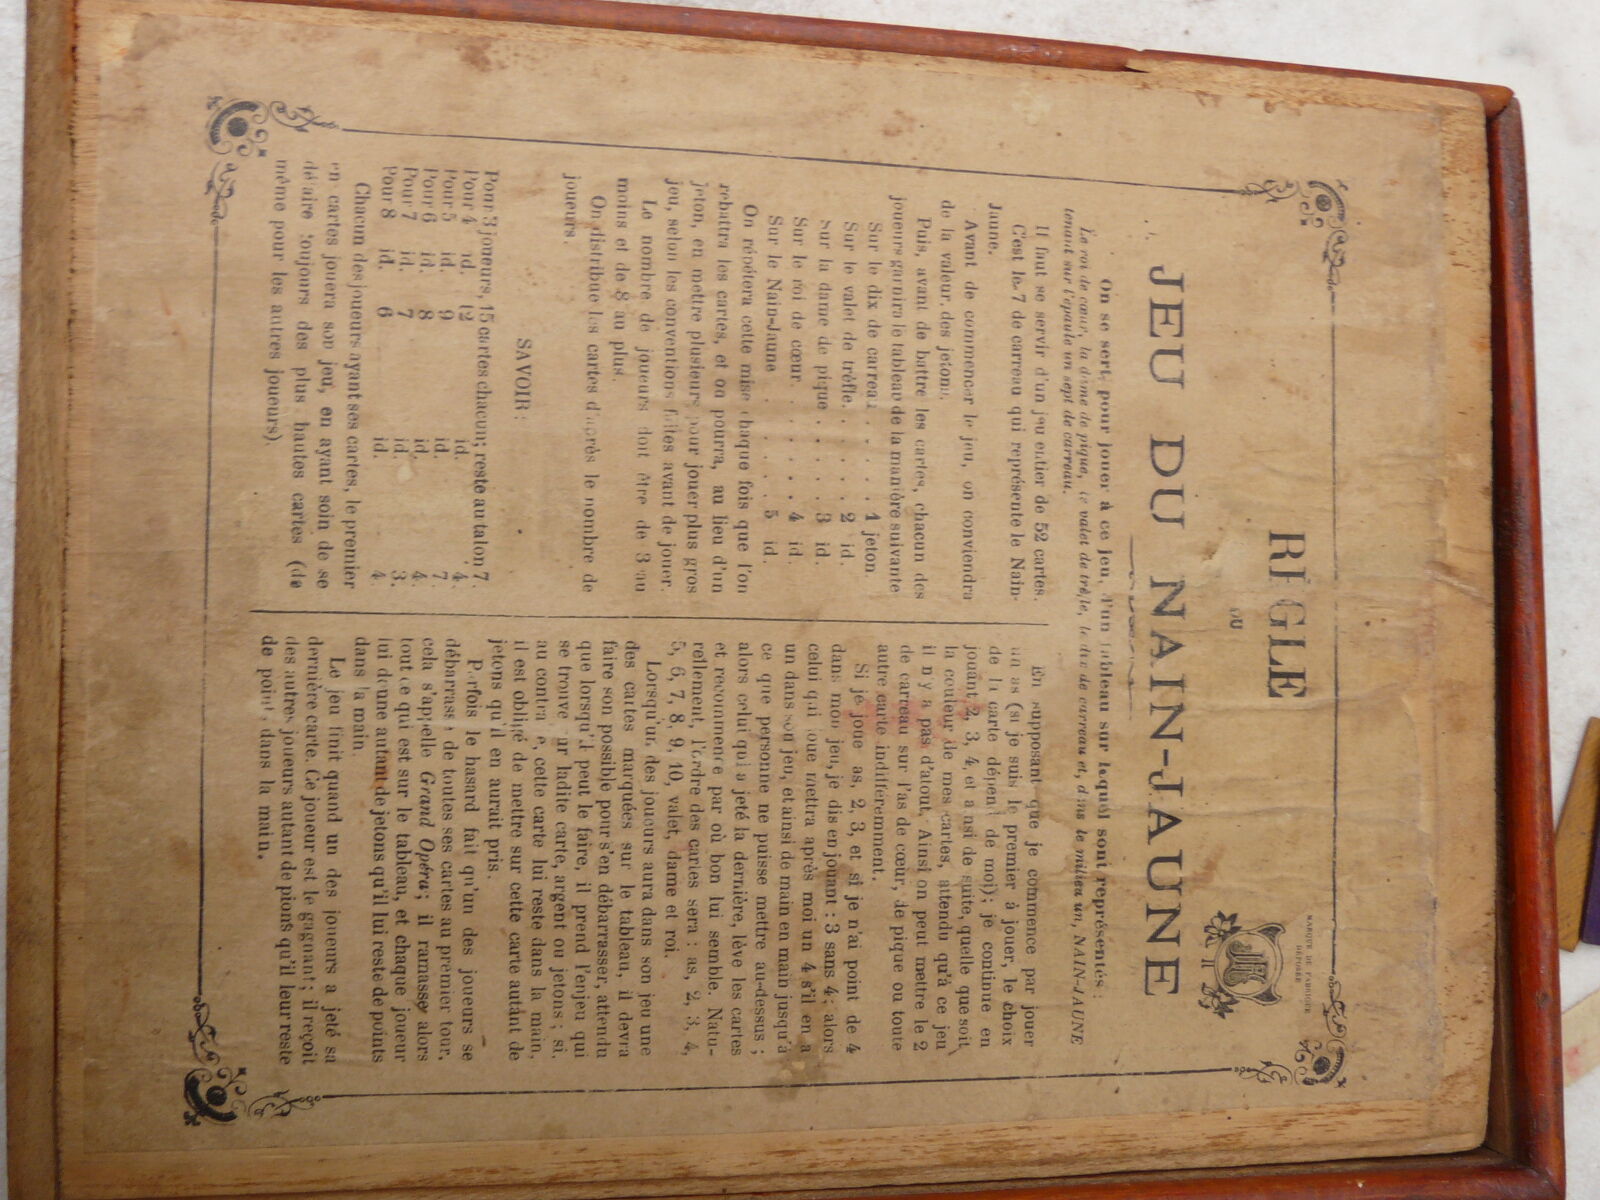 RÈGLE
DU
MARQUE DE FABRIQUE
DÉPOSÉE
JEU DU NAIN-JAUNE
On se sert, pour jouer à ce jeu, d'un tableau sur lequel sont représentés :
Le roi de cœur, la dame de pique, le valet de trèfle, le dix de carreau et, dans le milieu un, NAIN-JAUNE
tenant sur l'épaule un sept de carreau.
Il faut se servir d'un jeu entier de 52 cartes.
C'est le 7 de carreau qui représente le Nain-
Jaune.
Avant de commencer le jeu, on conviendra
de la valeur des jetons.
Puis, avant de battre les cartes, chacun des
joueurs garnira le tableau de la manière suivante
Sur le dix de carreau . . . . . 1 jeton.
Sur le valet de trèfle. . . . . 2 id.
Sur la dame de pique . . . . . 3 id.
Sur le roi de cœur. . . . . . 4 id.
Sur le Nain-Jaune . . . . . 5 id.
On répétera cette mise chaque fois que l'on
rebattra les cartes, et on pourra, au lieu d'un
jeton, en mettre plusieurs pour jouer plus gros
jeu, selon les conventions faites avant de jouer.
Le nombre de joueurs doit être de 3 au
moins et de 8 au plus.
On distribue les cartes d'après le nombre de
joueurs.
SAVOIR :
Pour 3 joueurs, 15 cartes chacun; reste au talon 7.
Pour 4 id. 12 id. 4.
Pour 5 id. 9 id. 7.
Pour 6 id. 8 id. 4.
Pour 7 id. 7 id. 3.
Pour 8 id. 6 id. 4.
Chacun des joueurs ayant ses cartes, le premier
en cartes jouera son jeu, en ayant soin de se
défaire toujours des plus hautes cartes (de
même pour les autres joueurs).
En supposant que je commence par jouer
un as (si je suis le premier à jouer, le choix
de la carte dépend de moi); je continue en
jouant 2, 3, 4, et ainsi de suite, quelle que soit
la couleur de mes cartes, attendu qu'à ce jeu
il n'y a pas d'atout. Ainsi on peut mettre le 2
de carreau sur l'as de cœur, de pique ou toute
autre carte indifféremment.
Si je joue as, 2, 3, et si je n'ai point de 4
dans mon jeu, je dis en jouant : 3 sans 4; alors
celui qui joue mettra après moi un 4 s'il en a
un dans son jeu, et ainsi de main en main jusqu'à
ce que personne ne puisse mettre au-dessus ;
alors celui qui a jeté la dernière, lève les cartes
et recommence par où bon lui semble. Natu-
rellement, l'ordre des cartes sera : as, 2, 3, 4,
5, 6, 7, 8, 9, 10, valet, dame et roi.
Lorsqu'un des joueurs aura dans son jeu une
des cartes marquées sur le tableau, il devra
faire son possible pour s'en débarrasser, attendu
que lorsqu'il peut le faire, il prend l'enjeu qui
se trouve sur ladite carte, argent ou jetons ; si,
au contraire, cette carte lui reste dans la main,
il est obligé de mettre sur cette carte autant de
jetons qu'il en aurait pris.
Parfois le hasard fait qu'un des joueurs se
débarrasse de toutes ses cartes au premier tour,
cela s'appelle Grand Opéra; il ramasse alors
tout ce qui est sur le tableau, et chaque joueur
lui donne autant de jetons qu'il lui reste de points
dans la main.
Le jeu finit quand un des joueurs a jeté sa
dernière carte. Ce joueur est le gagnant; il reçoit
des autres joueurs autant de pions qu'il leur reste
de points dans la main.